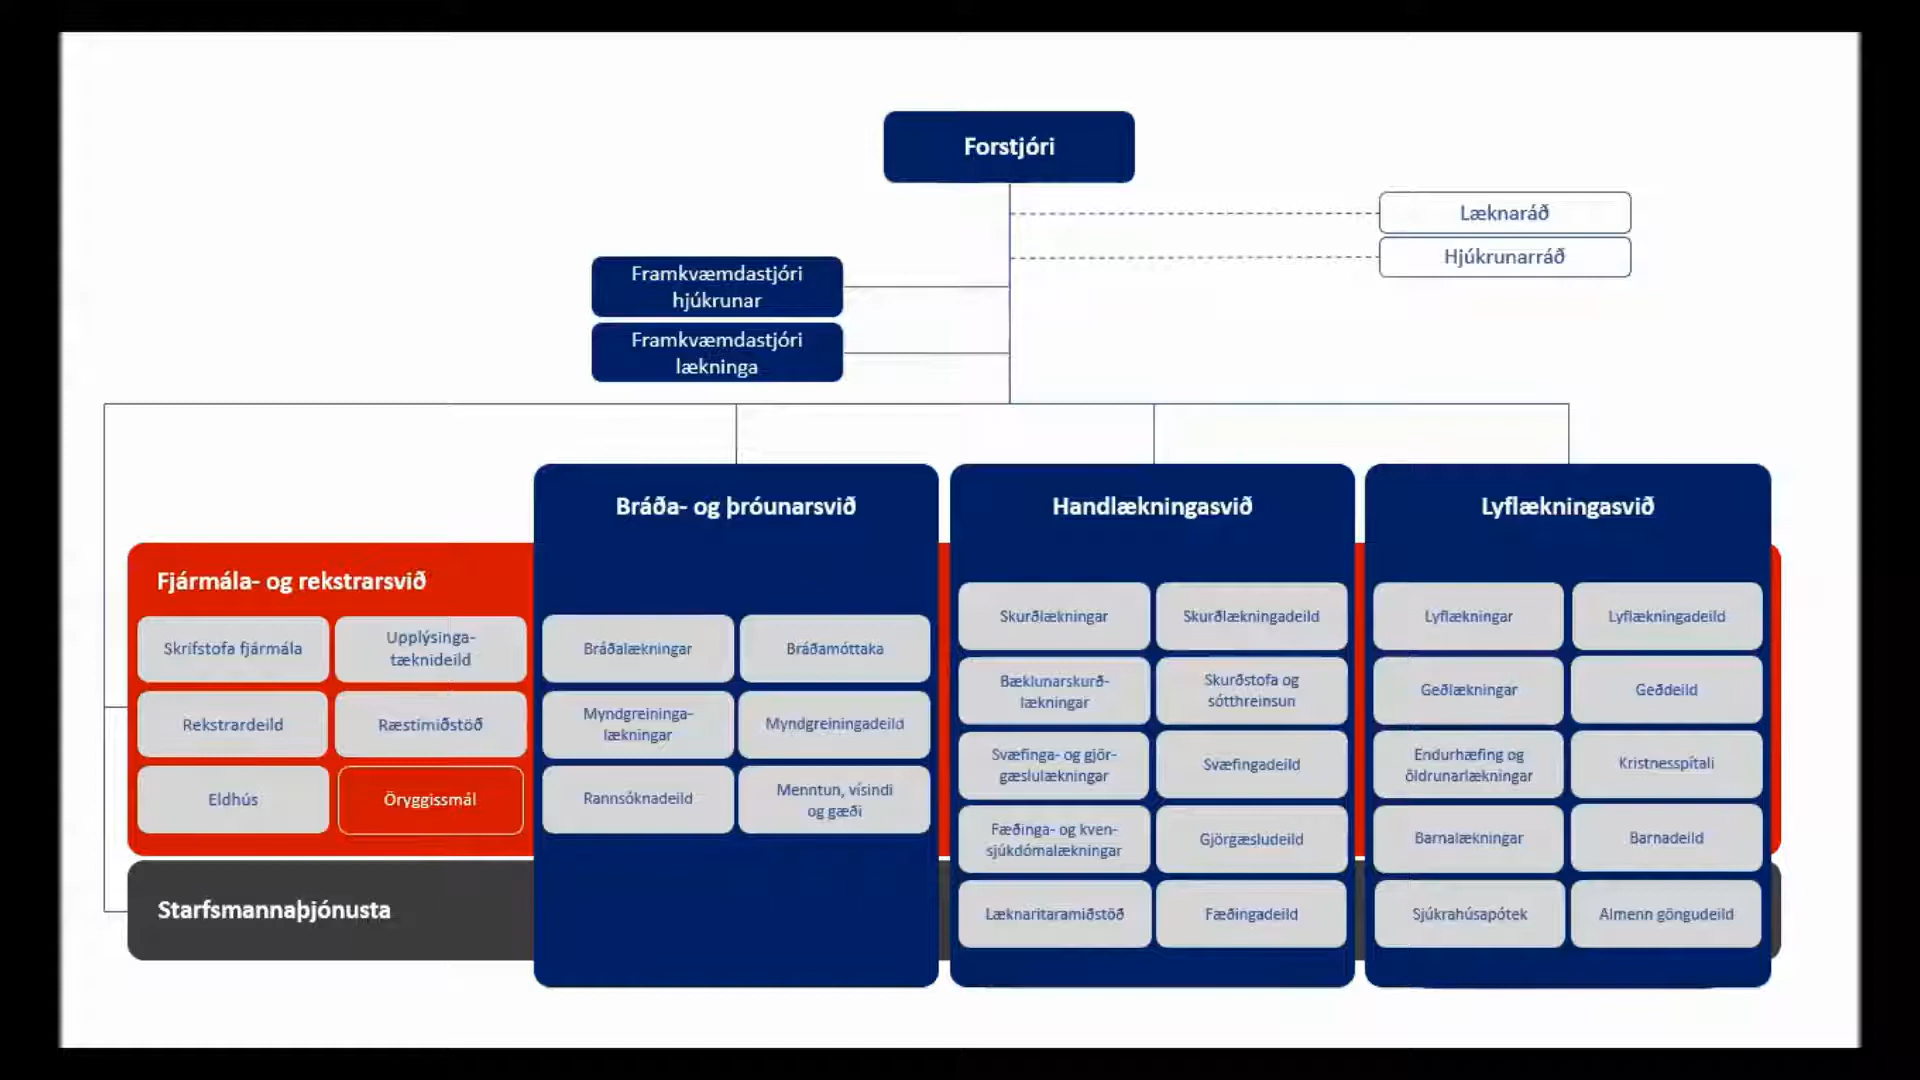 Forstjóri
Læknaráð
Hjúkrunarráð
Framkvæmdastjóri
hjúkrunar
Framkvæmdastjóri
lækninga
Fjármála- og rekstrarsvið
Skrifstofa fjármála
Upplýsinga-
tæknideild
Rekstrardeild
Ræstimiðstöð
Eldhús
Öryggissmál
Starfsmannaþjónusta
Bráða- og þróunarsvið
Bráðalækningar
Bráðamóttaka
Myndgreininga-
lækningar
Myndgreiningadeild
Rannsóknadeild
Menntun, vísindi
og gæði
Handlækningasvið
Skurðlækningar
Skurðlækningadeild
Bæklunarskurð-
lækningar
Skurðstofa og
sótthreinsun
Svæfinga- og gjör-
gæslulækningar
Svæfingadeild
Fæðinga- og kven-
sjúkdómalækningar
Gjörgæsludeild
Læknaritaramiðstöð
Fæðingadeild
Lyflækningasvið
Lyflækningar
Lyflækningadeild
Geðlækningar
Geðdeild
Endurhæfing og
öldrunarlækningar
Kristnesspítali
Barnalækningar
Barnadeild
Sjúkrahúsapótek
Almenn göngudeild